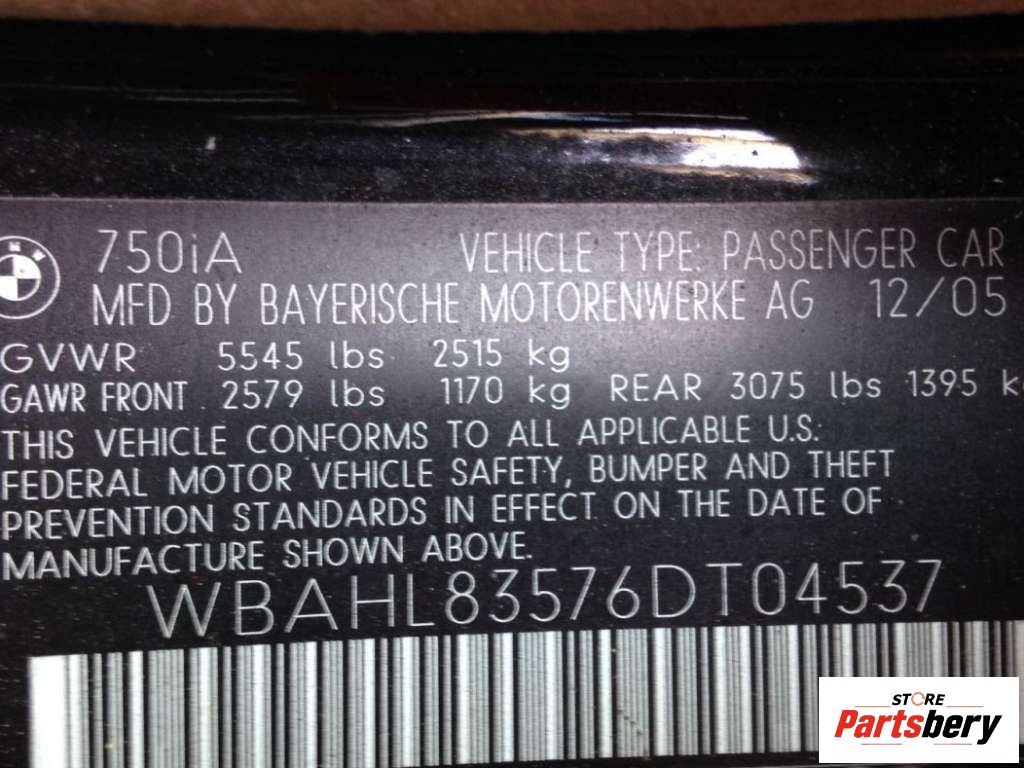 750iA VEHICLE TYPE: PASSENGER CAR
MFD BY BAYERISCHE MOTORENWERKE AG 12/05
GVWR 5545 lbs 2515 kg
GAWR FRONT 2579 lbs 1170 kg REAR 3075 lbs 1395 k
THIS VEHICLE CONFORMS TO ALL APPLICABLE U.S.
FEDERAL MOTOR VEHICLE SAFETY, BUMPER AND THEFT
PREVENTION STANDARDS IN EFFECT ON THE DATE OF
MANUFACTURE SHOWN ABOVE.
WBAHL83576DT04537
STORE
Partsbery